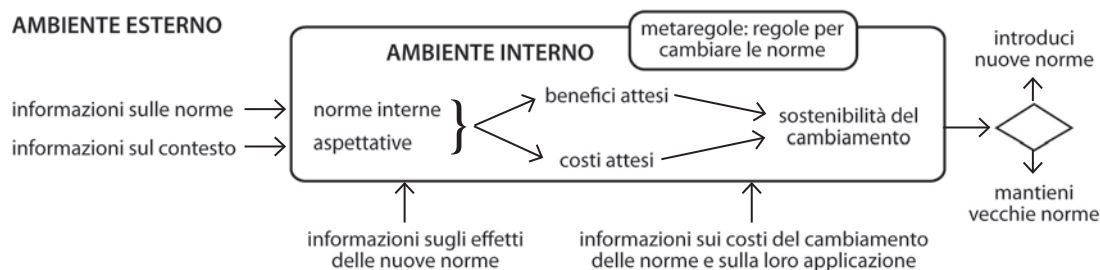 AMBIENTE ESTERNO
metaregole: regole per
cambiare le norme
AMBIENTE INTERNO
introduci
nuove norme
informazioni sulle norme
informazioni sul contesto
norme interne
aspettative
benefici attesi
costi attesi
sostenibilità del
cambiamento
mantieni
vecchie norme
informazioni sugli effetti
delle nuove norme
informazioni sui costi del cambiamento
delle norme e sulla loro applicazione